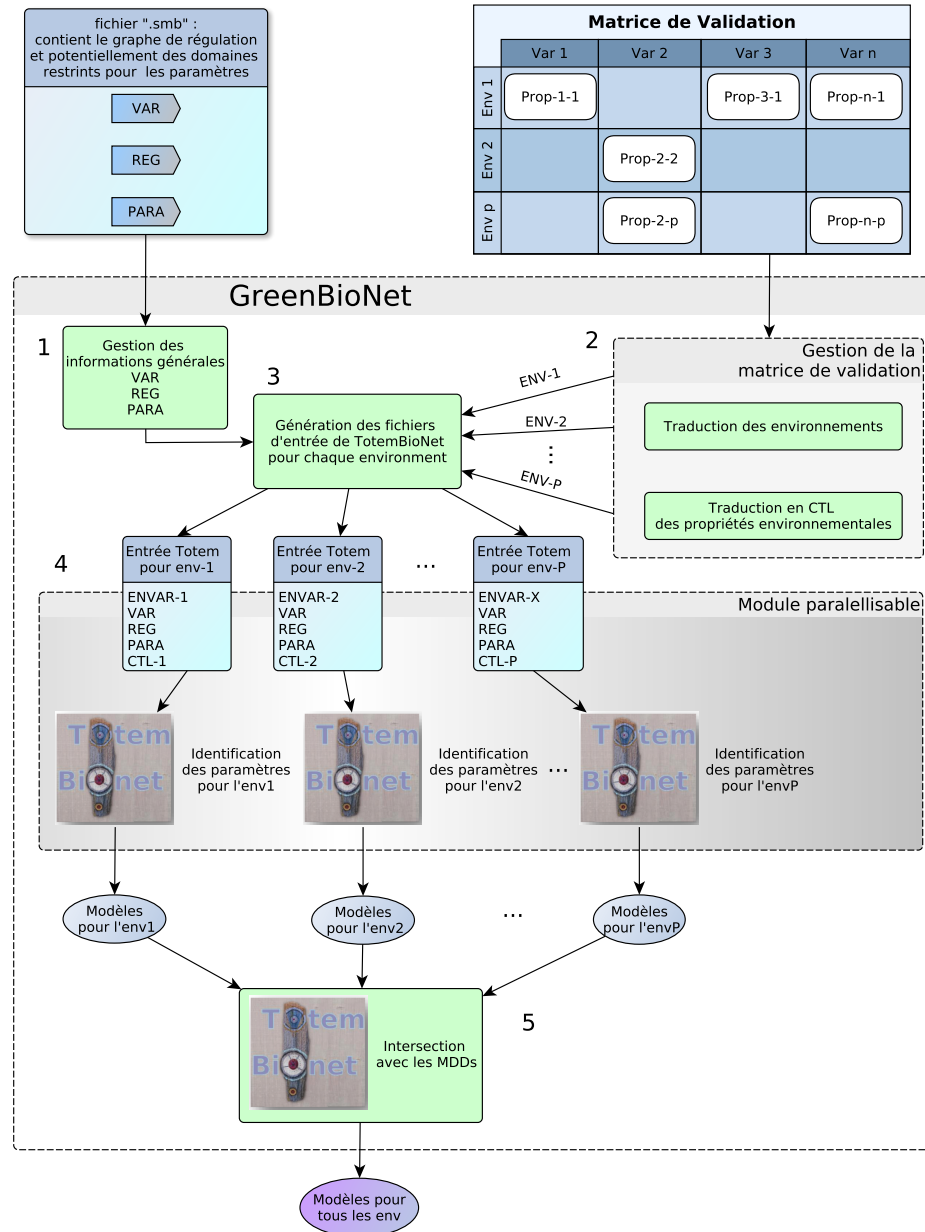 fichier ".smb" :
contient le graphe de régulation
et potentiellement des domaines
restrints pour les paramètres
VAR
REG
PARA
Matrice de Validation
Var 1
Var 2
Var 3
Var n
Env 1
Prop-1-1
Prop-3-1
Prop-n-1
Env 2
Prop-2-2
Env p
Prop-2-p
Prop-n-p
GreenBioNet
1
Gestion des
informations générales
VAR
REG
PARA
2
Gestion de la
matrice de validation
Traduction des environnements
Traduction en CTL
des propriétés environnementales
3
Génération des fichiers
d'entrée de TotemBioNet
pour chaque environment
ENV-1
ENV-2
...
ENV-P
4
Entrée Totem
pour env-1
ENVAR-1
VAR
REG
PARA
CTL-1
Entrée Totem
pour env-2
ENVAR-2
VAR
REG
PARA
CTL-2
...
Entrée Totem
pour env-P
ENVAR-X
VAR
REG
PARA
CTL-P
Module paralellisable
Totem
Bionet
Identification
des paramètres
pour l'env1
Totem
Bionet
Identification
des paramètres
pour l'env2
...
Totem
Bionet
Identification
des paramètres
pour l'envP
Modèles
pour l'env1
Modèles
pour l'env2
...
Modèles
pour l'envP
Totem
Bionet
Intersection
avec les MDDs
5
Modèles pour
tous les env